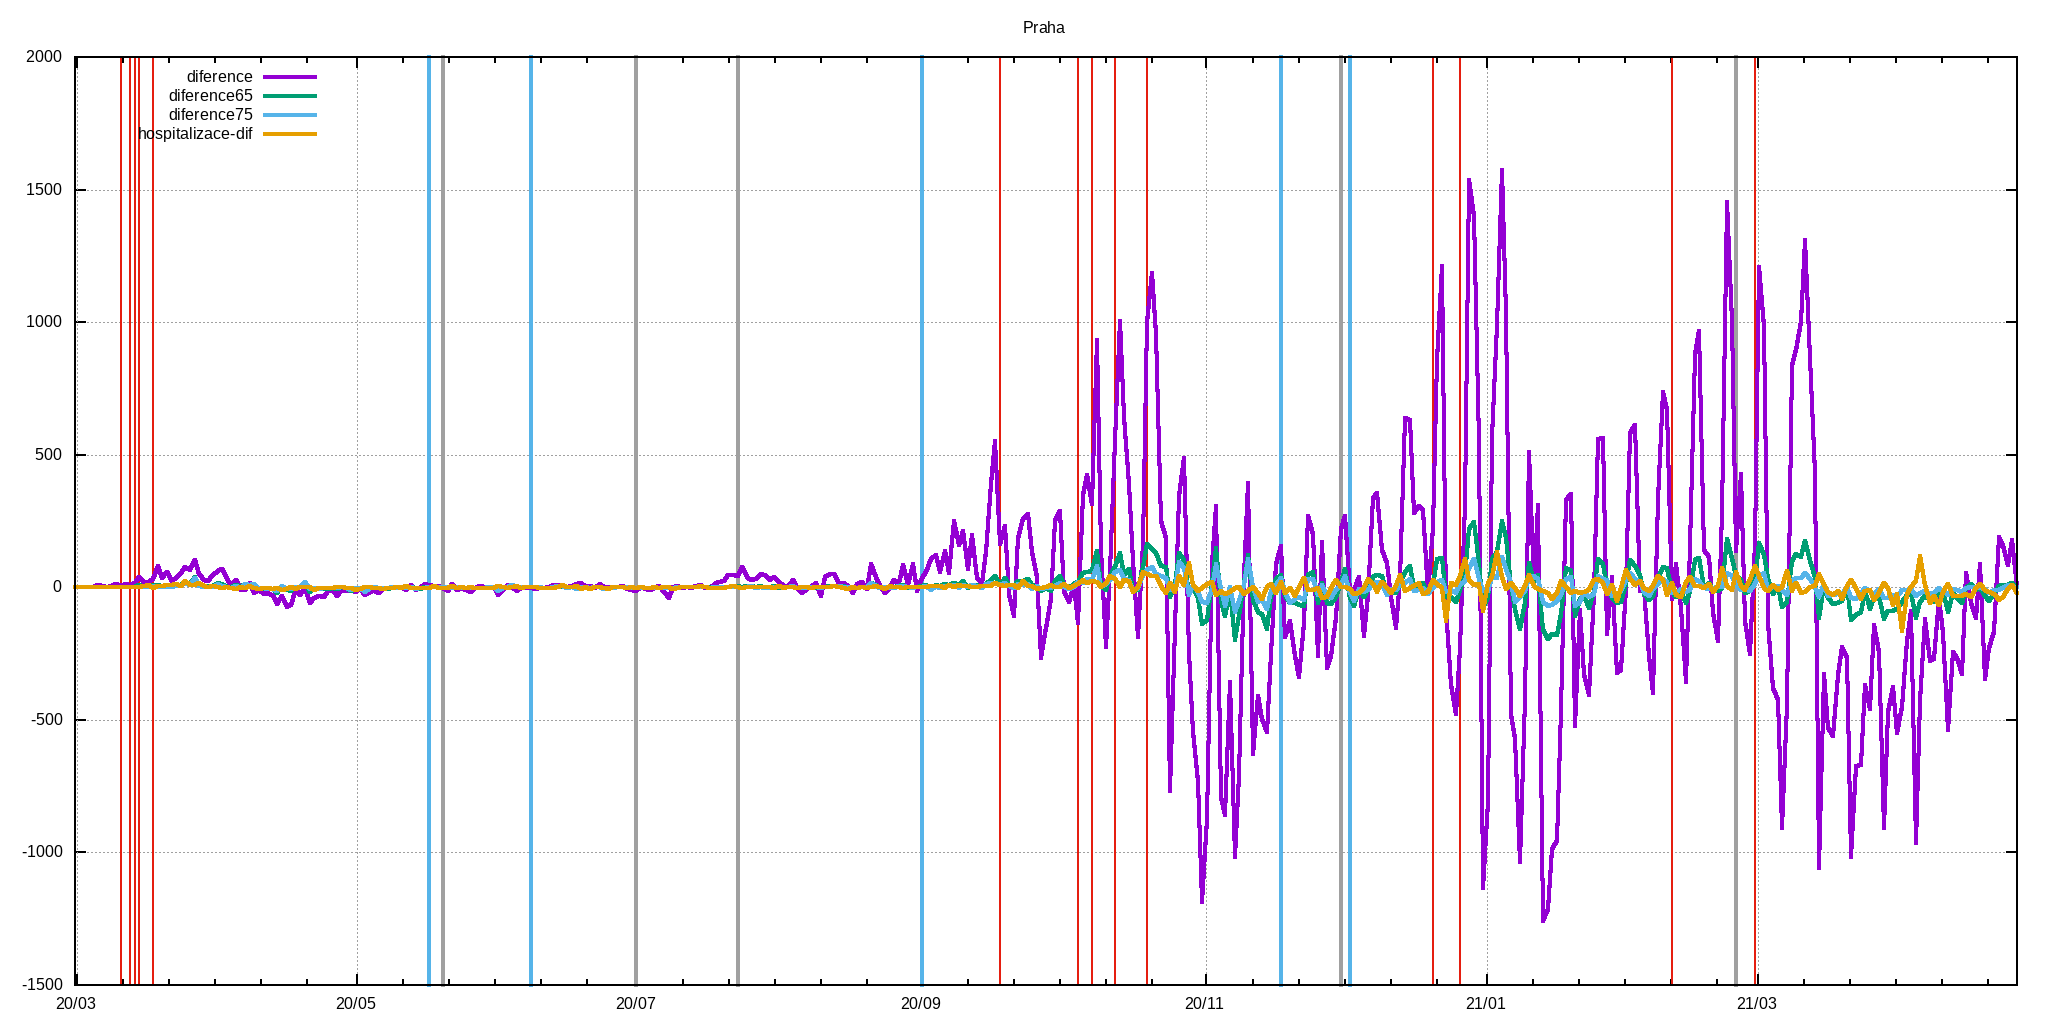 Praha
2000
1500
1000
500
0
-500
-1000
-1500
diference
diference65
diference75
hospitalizace-dif
20/03 20/05 20/07 20/09 20/11 21/01 21/03